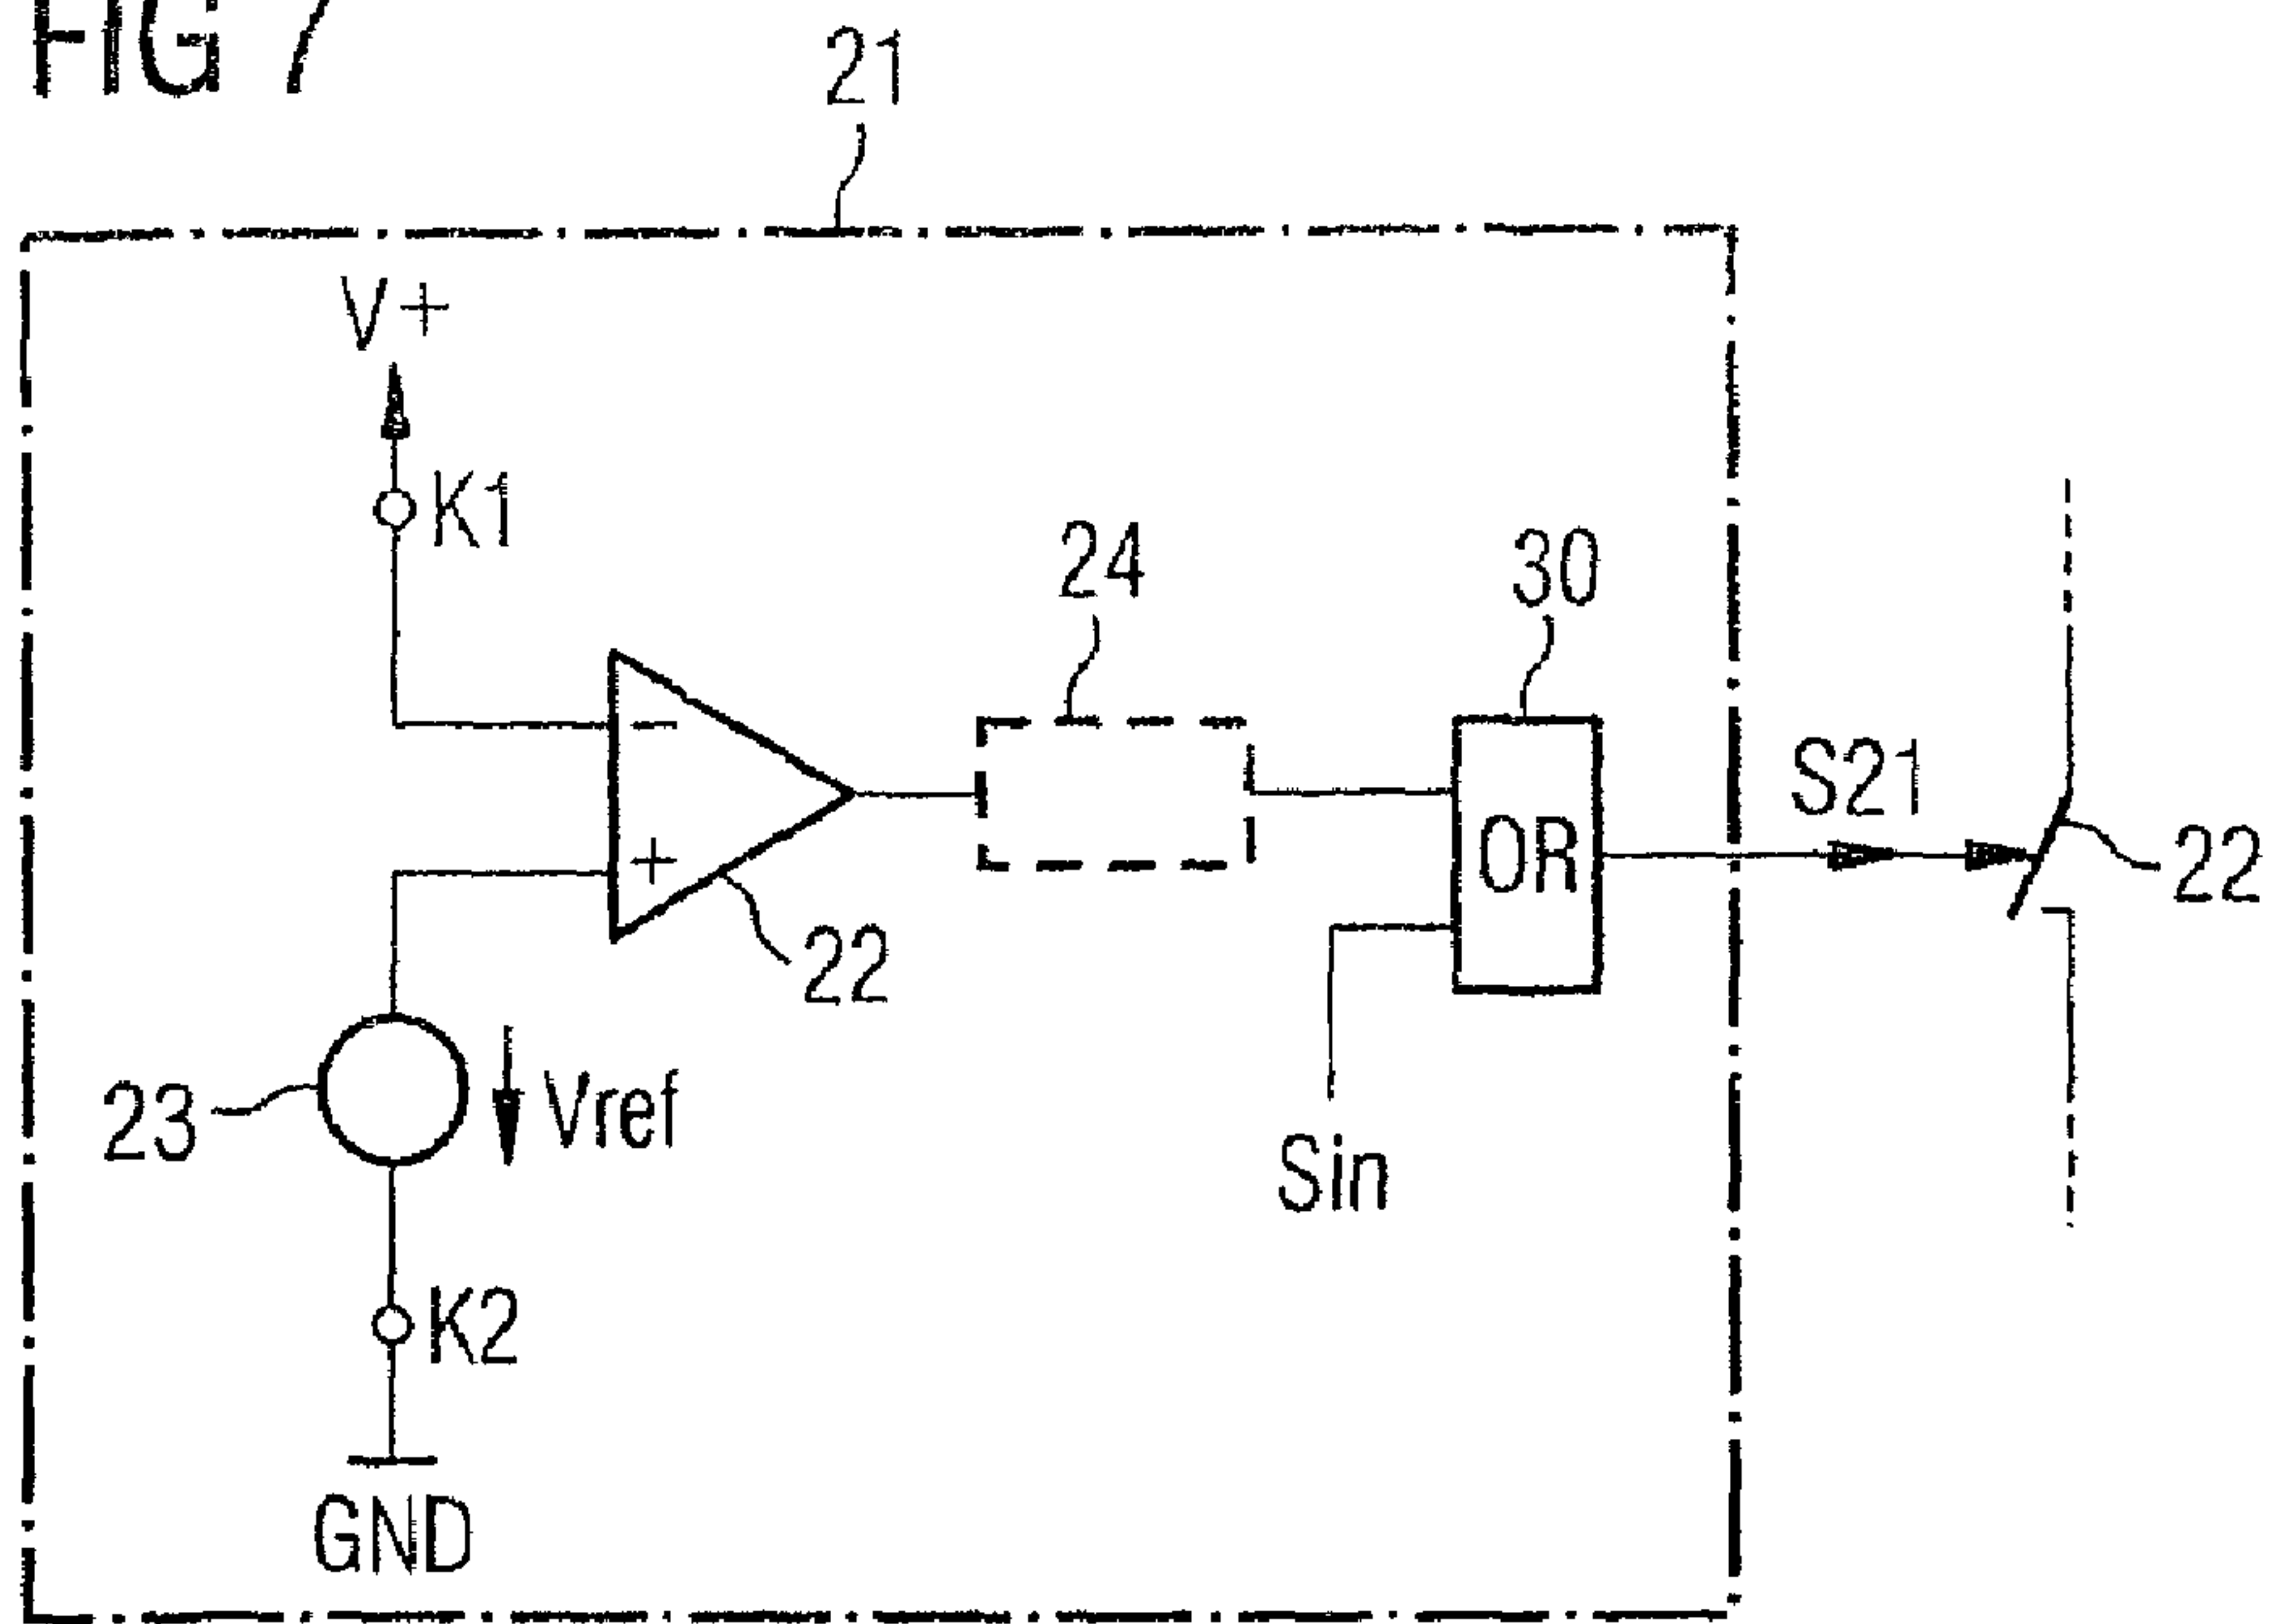 FIG 7
21
V+
K1
24
30
−
S21
OR
+
22
22
23
Vref
Sin
K2
GND